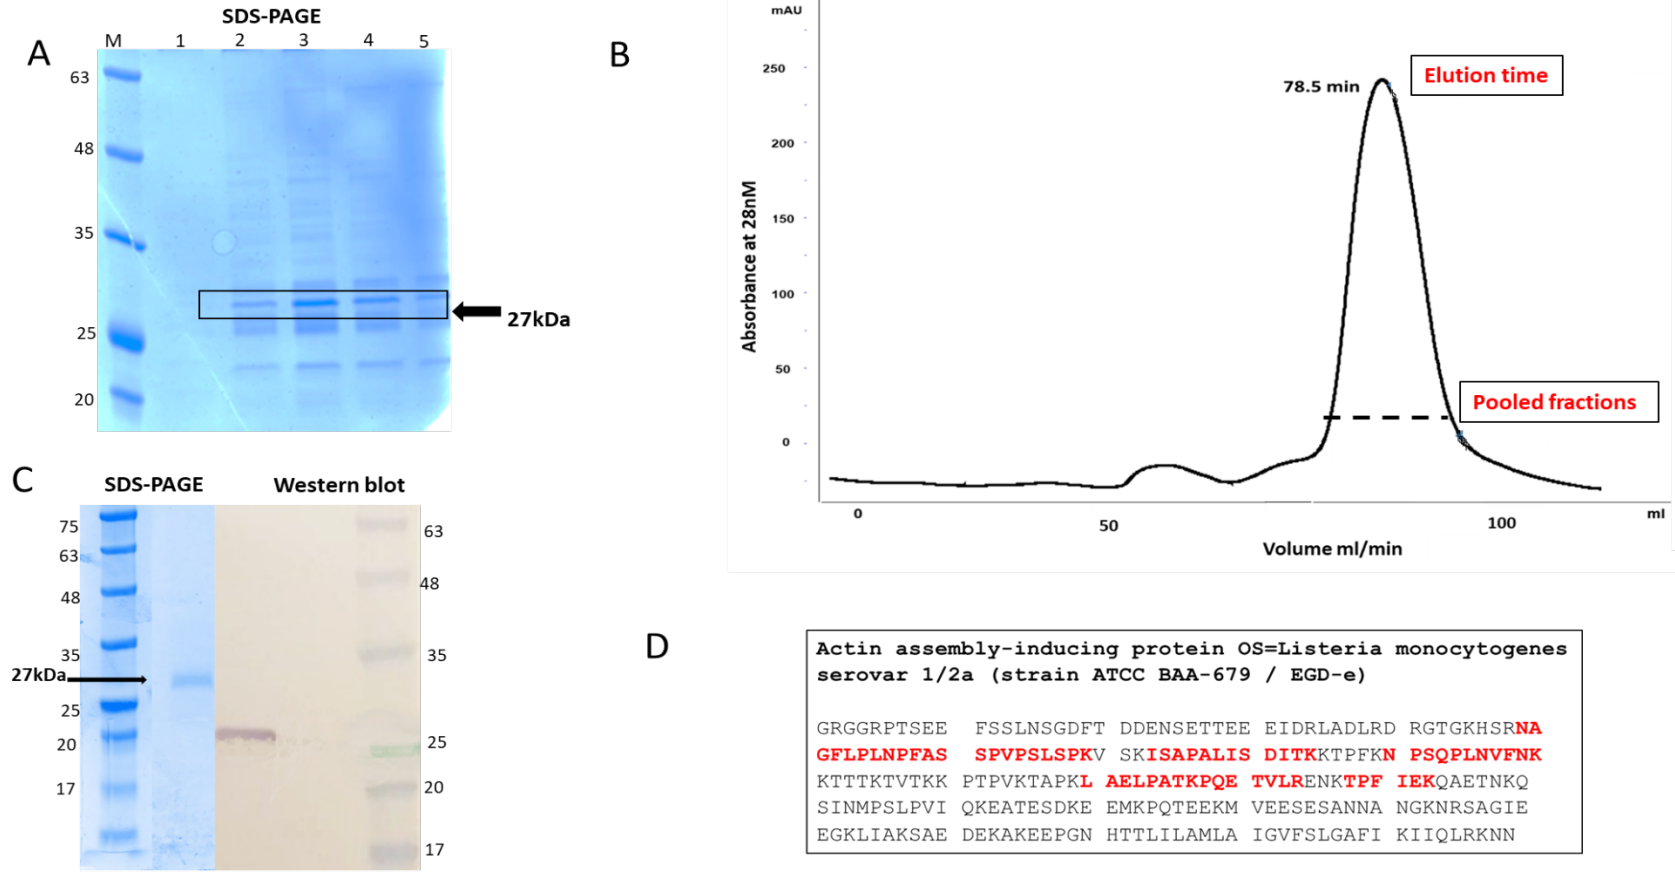 A
SDS-PAGE
M 1 2 3 4 5
63
48
35
25
20
27kDa
B
mAU
250
200
150
100
50
0
Absorbance at 28nM
78.5 min
Elution time
Pooled fractions
0 50 100 ml
Volume ml/min
C
SDS-PAGE Western blot
75
63
48
35
27kDa
25
20
17
63
48
35
25
20
17
D
Actin assembly-inducing protein OS=Listeria monocytogenes
serovar 1/2a (strain ATCC BAA-679 / EGD-e)
GRGGRPTSEE FSSLNSGDFT DDENSETTEE EIDRLADLRD RGTGKHSRNA
GFLPLNPFAS SPVPSLSPKV SKISAPALIS DITKKTPFKN PSQPLNVFNK
KTTTKTVTKK PTPVKTAPKL AELPATKPQE TVLRENKTPF IEKQAETNKQ
SINMPSLPVI QKEATESDKE EMKPQTEEKM VEESESANNA NGKNRSAGIE
EGKLIAKSAE DEKAKEEPGN HTTLILAMLA IGVFSLGAFI KIIQLRKNN